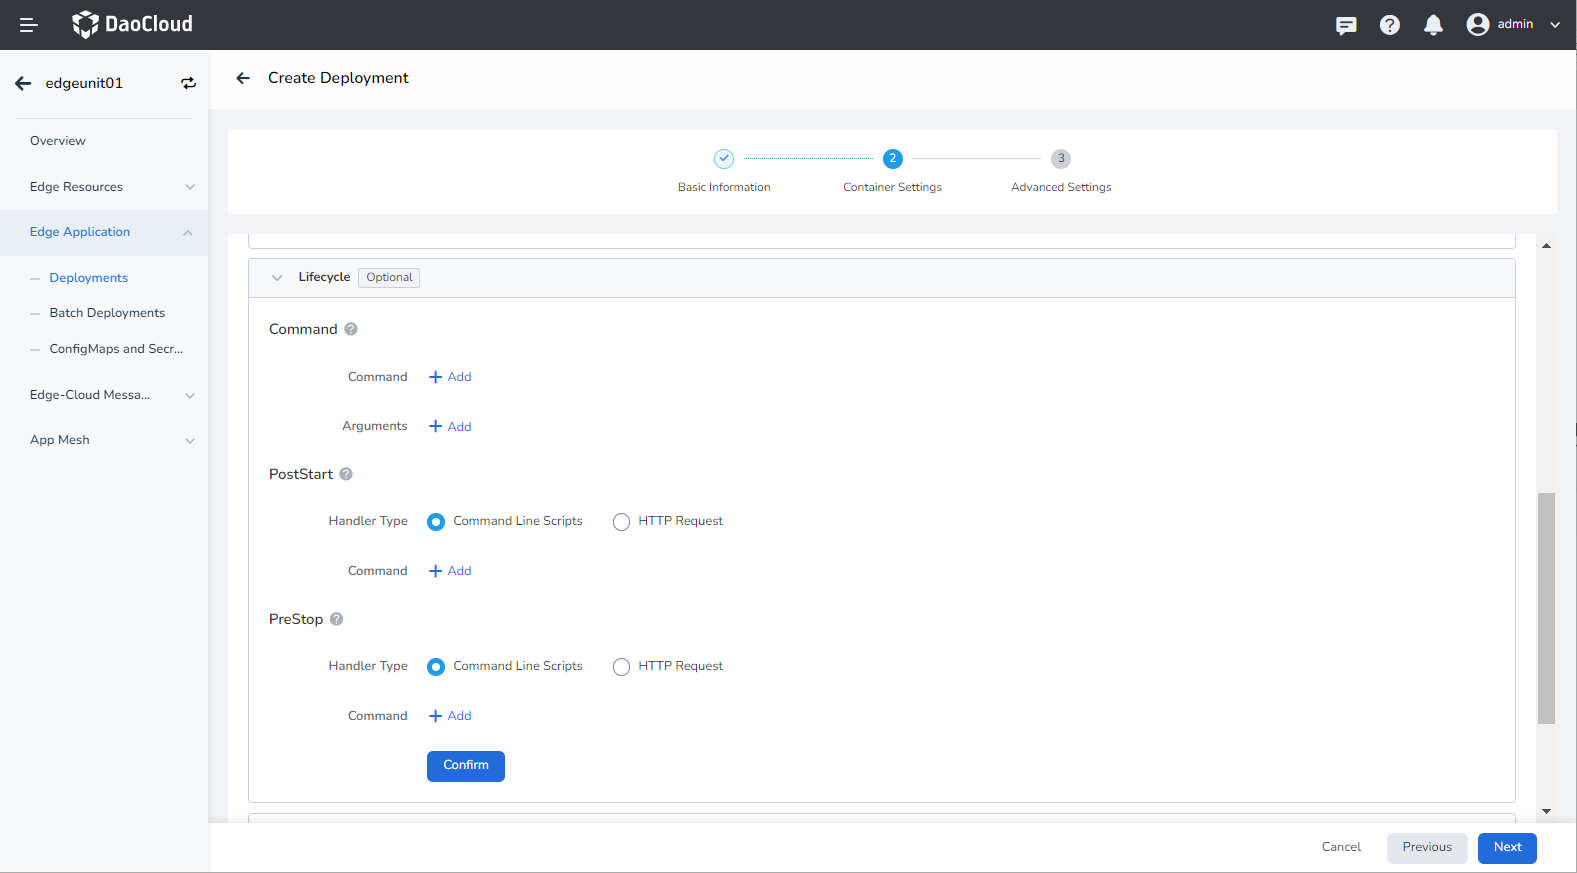 DaoCloud
admin
edgeunit01
Create Deployment
Overview
Edge Resources
Edge Application
Deployments
Batch Deployments
ConfigMaps and Secr...
Edge-Cloud Messa...
App Mesh
2
3
Basic Information
Container Settings
Advanced Settings
Lifecycle Optional
Command ?
Command + Add
Arguments + Add
PostStart ?
Handler Type Command Line Scripts HTTP Request
Command + Add
PreStop ?
Handler Type Command Line Scripts HTTP Request
Command + Add
Confirm
Cancel Previous Next